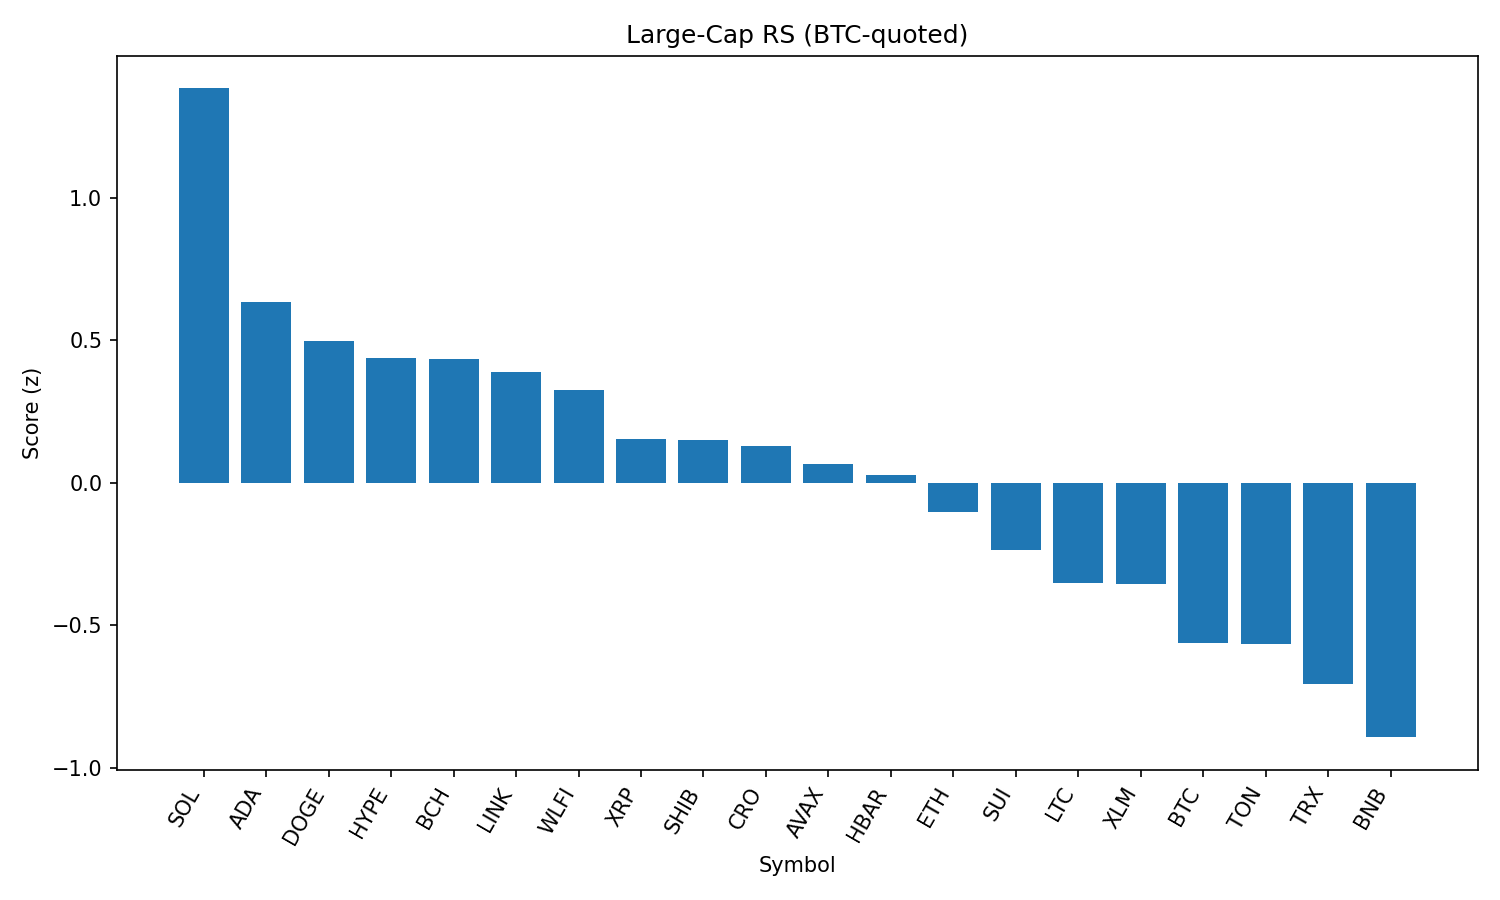 Large-Cap RS (BTC-quoted)
Score (z)
1.0
0.5
0.0
−0.5
−1.0
SOL
ADA
DOGE
HYPE
BCH
LINK
WLFI
XRP
SHIB
CRO
AVAX
HBAR
ETH
SUI
LTC
XLM
BTC
TON
TRX
BNB
Symbol